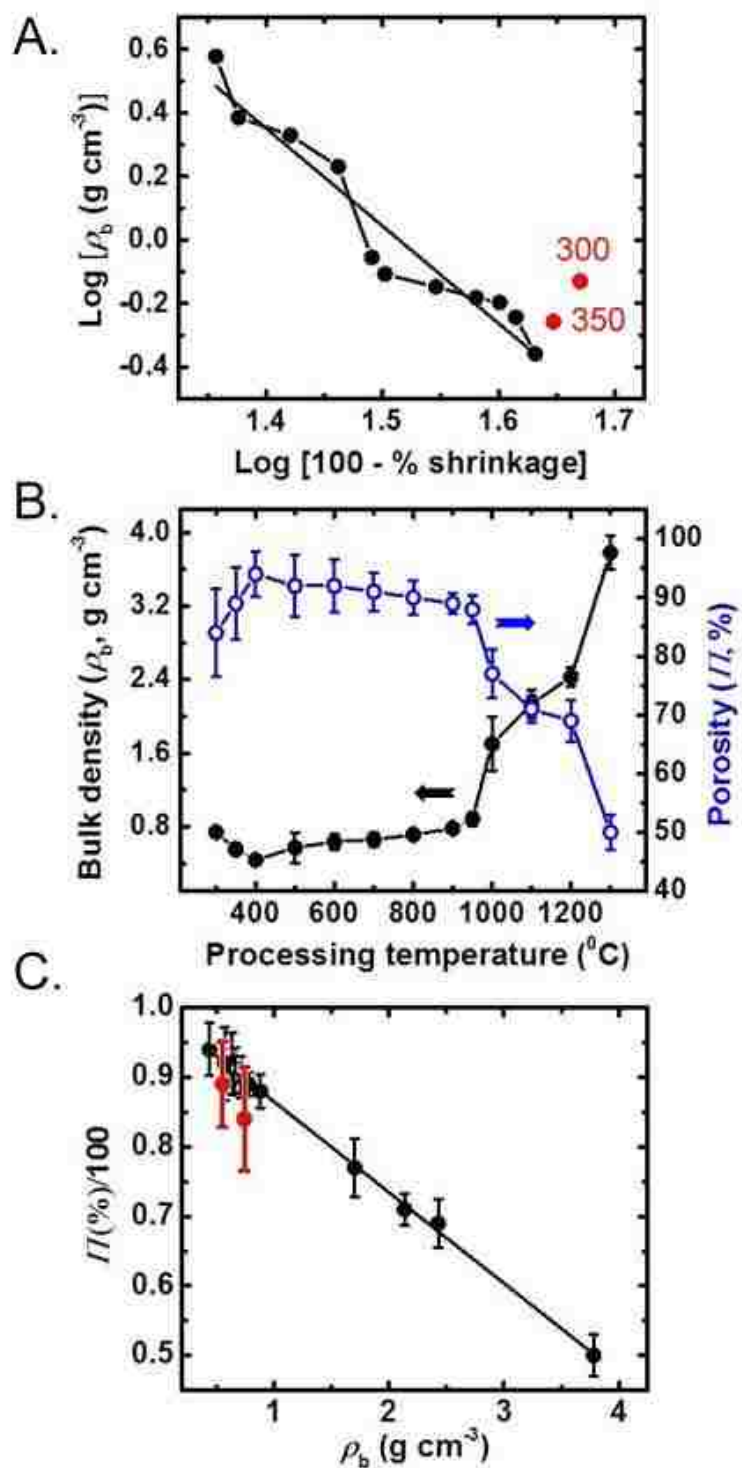 A.
Log [ρb (g cm-3)]
0.6
0.4
0.2
0.0
-0.2
-0.4
300
350
1.4 1.5 1.6 1.7
Log [100 - % shrinkage]
B.
Bulk density (ρb, g cm-3)
4.0
3.2
2.4
1.6
0.8
100
90
80
70
60
50
40
Porosity (Π, %)
400 600 800 1000 1200
Processing temperature (0C)
C.
Π(%)/100
1.0
0.9
0.8
0.7
0.6
0.5
1 2 3 4
ρb (g cm-3)